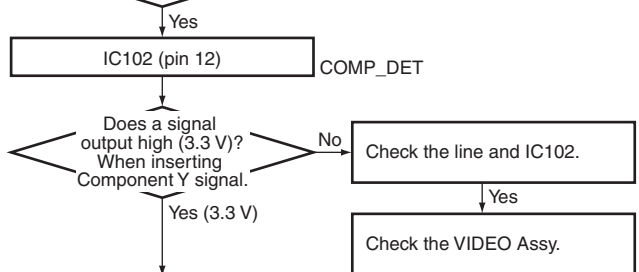 Yes
IC102 (pin 12)
COMP_DET
Does a signal
output high (3.3 V)?
When inserting
Component Y signal.
No
Check the line and IC102.
Yes
Yes (3.3 V)
Check the VIDEO Assy.